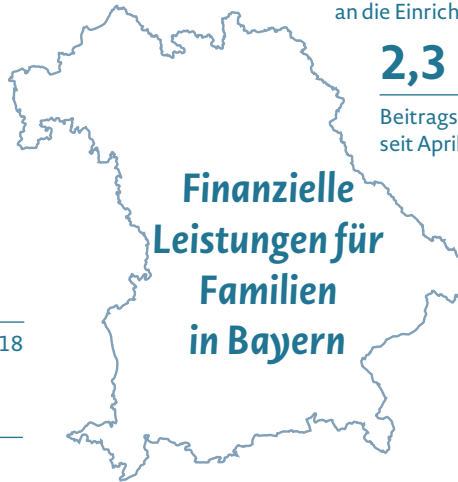 an die Einrich
2,3
Beitrags
seit April
Finanzielle
Leistungen für
Familien
in Bayern
18